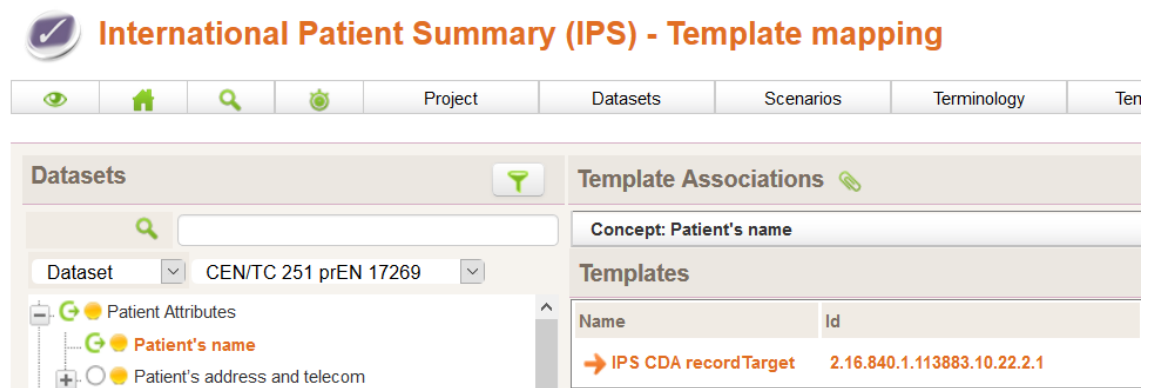 International Patient Summary (IPS) - Template mapping
Project Datasets Scenarios Terminology Ten
Datasets
Template Associations
Concept: Patient's name
Dataset CEN/TC 251 prEN 17269
Templates
Patient Attributes
Name Id
Patient's name
IPS CDA recordTarget 2.16.840.1.113883.10.22.2.1
Patient's address and telecom